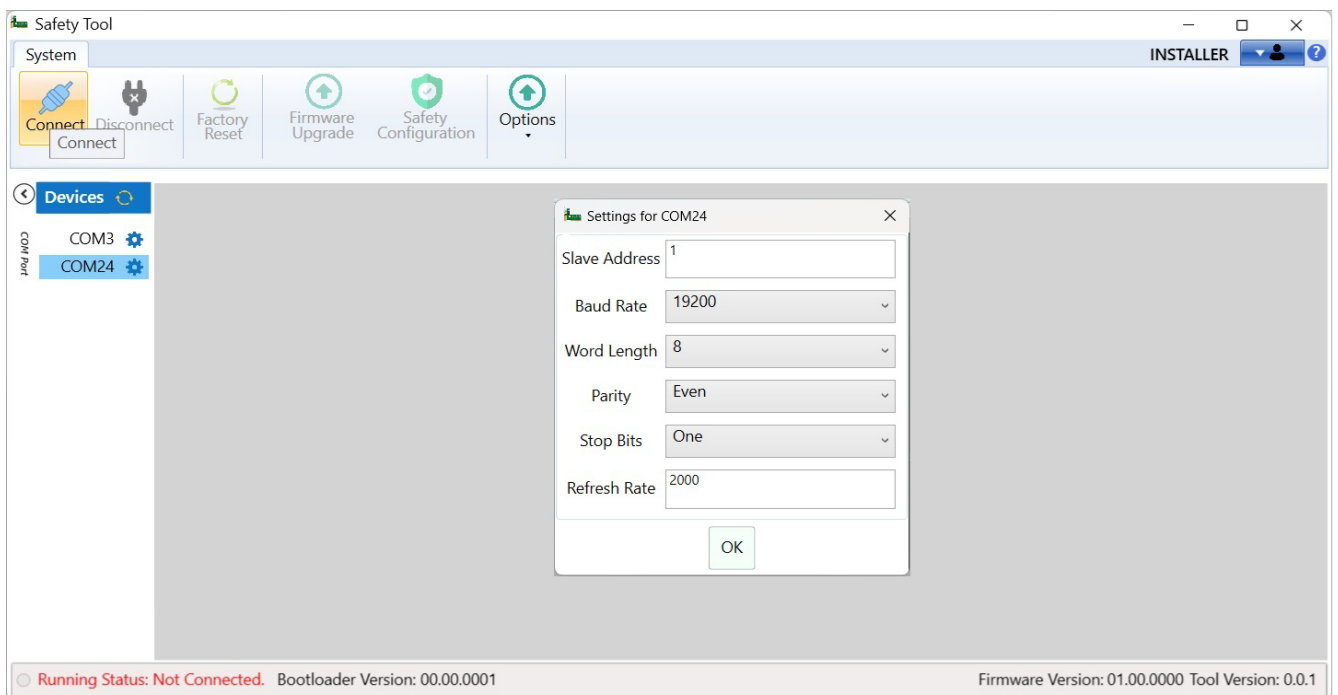 Safety Tool
System
INSTALLER
Connect
Disconnect
Factory
Reset
Firmware
Upgrade
Safety
Configuration
Options
Connect
Devices
COM Port
COM3
COM24
Settings for COM24
Slave Address 1
Baud Rate 19200
Word Length 8
Parity Even
Stop Bits One
Refresh Rate 2000
OK
Running Status: Not Connected. Bootloader Version: 00.00.0001
Firmware Version: 01.00.0000 Tool Version: 0.0.1